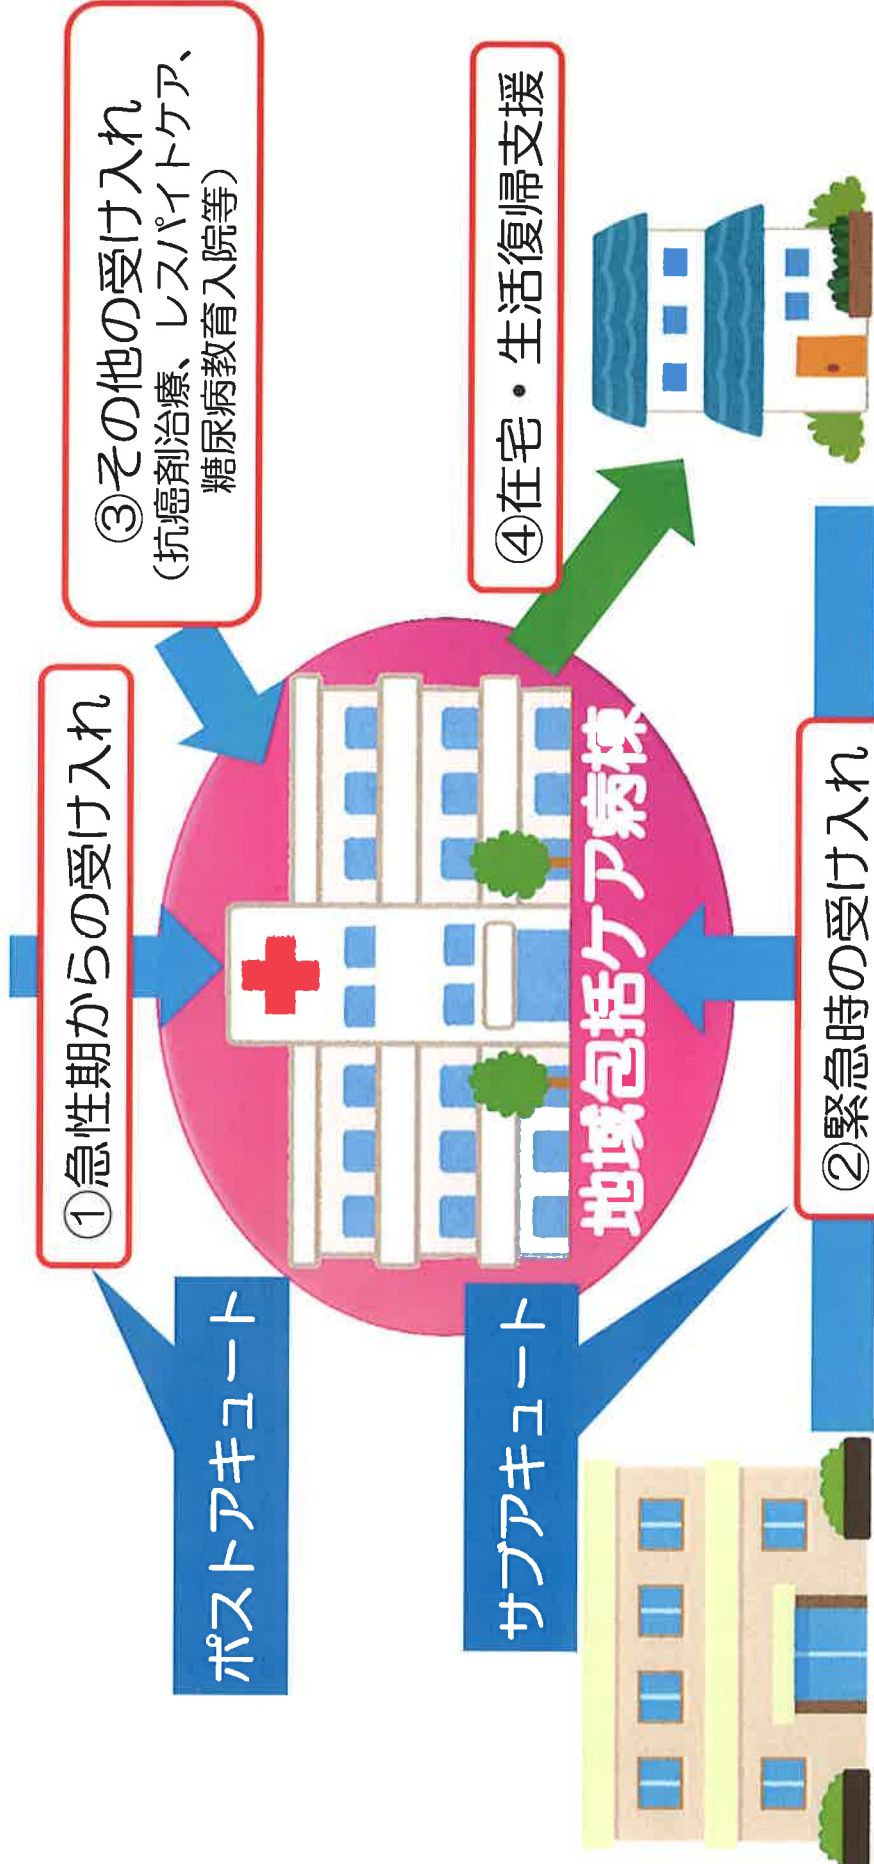 ①急性期からの受け入れ
③その他の受け入れ
(抗癌剤治療、レスパイトケア、
糖尿病教育入院等)
ポストアキュート
サブアキュート
地域包括ケア病棟
④在宅・生活復帰支援
②緊急時の受け入れ